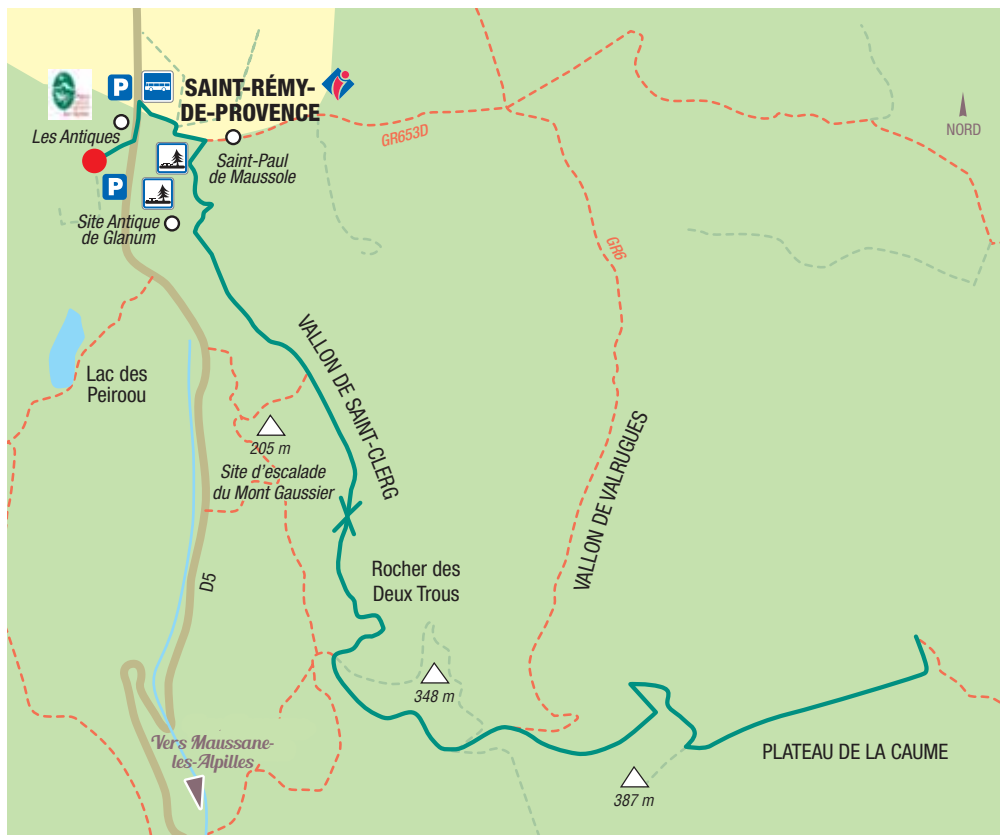 P
SAINT-RÉMY-
DE-PROVENCE
Les Antiques
GR653D
NORD
Saint-Paul
de Maussole
P
Site Antique
de Glanum
GR6
VALLON DE SAINT-CLERG
Lac des
Peiroou
205 m
Site d'escalade
du Mont Gaussier
VALLON DE VALRUGUES
D5
Rocher des
Deux Trous
348 m
Vers Maussane-
les-Alpilles
PLATEAU DE LA CAUME
387 m